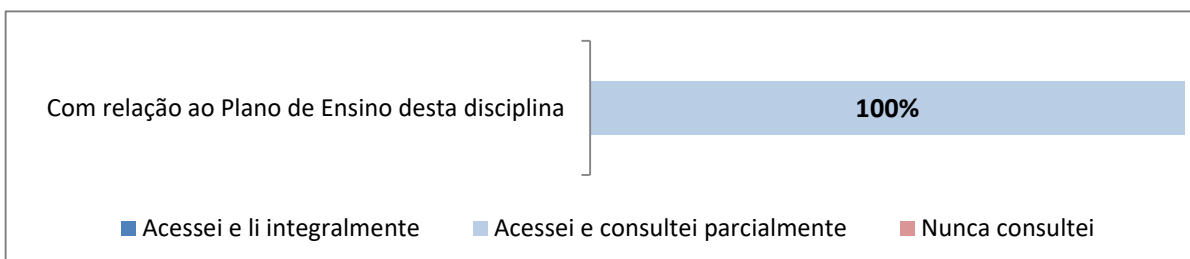 Com relação ao Plano de Ensino desta disciplina 100%
Acessei e li integralmente Acessei e consultei parcialmente Nunca consultei